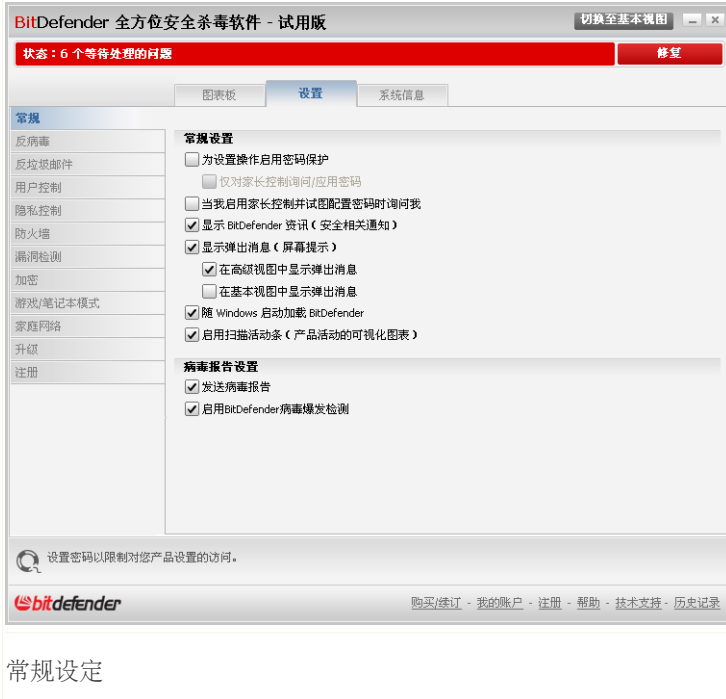 BitDefender 全方位安全杀毒软件 - 试用版
切换至基本视图
状态：6 个等待处理的问题
修复
图表板
设置
系统信息
常规
反病毒
反垃圾邮件
用户控制
隐私控制
防火墙
漏洞检测
加密
游戏/笔记本模式
家庭网络
升级
注册
常规设置
为设置操作启用密码保护
仅对家长控制询问/应用密码
当我启用家长控制并试图配置密码时询问我
显示 BitDefender 资讯（安全相关通知）
显示弹出消息（屏幕提示）
在高级视图中显示弹出消息
在基本视图中显示弹出消息
随 Windows 启动加载 BitDefender
启用扫描活动条（产品活动的可视化图表）
病毒报告设置
发送病毒报告
启用BitDefender病毒爆发检测
设置密码以限制对您产品设置的访问。
bitdefender
购买/续订 - 我的账户 - 注册 - 帮助 - 技术支持 - 历史记录
常规设定